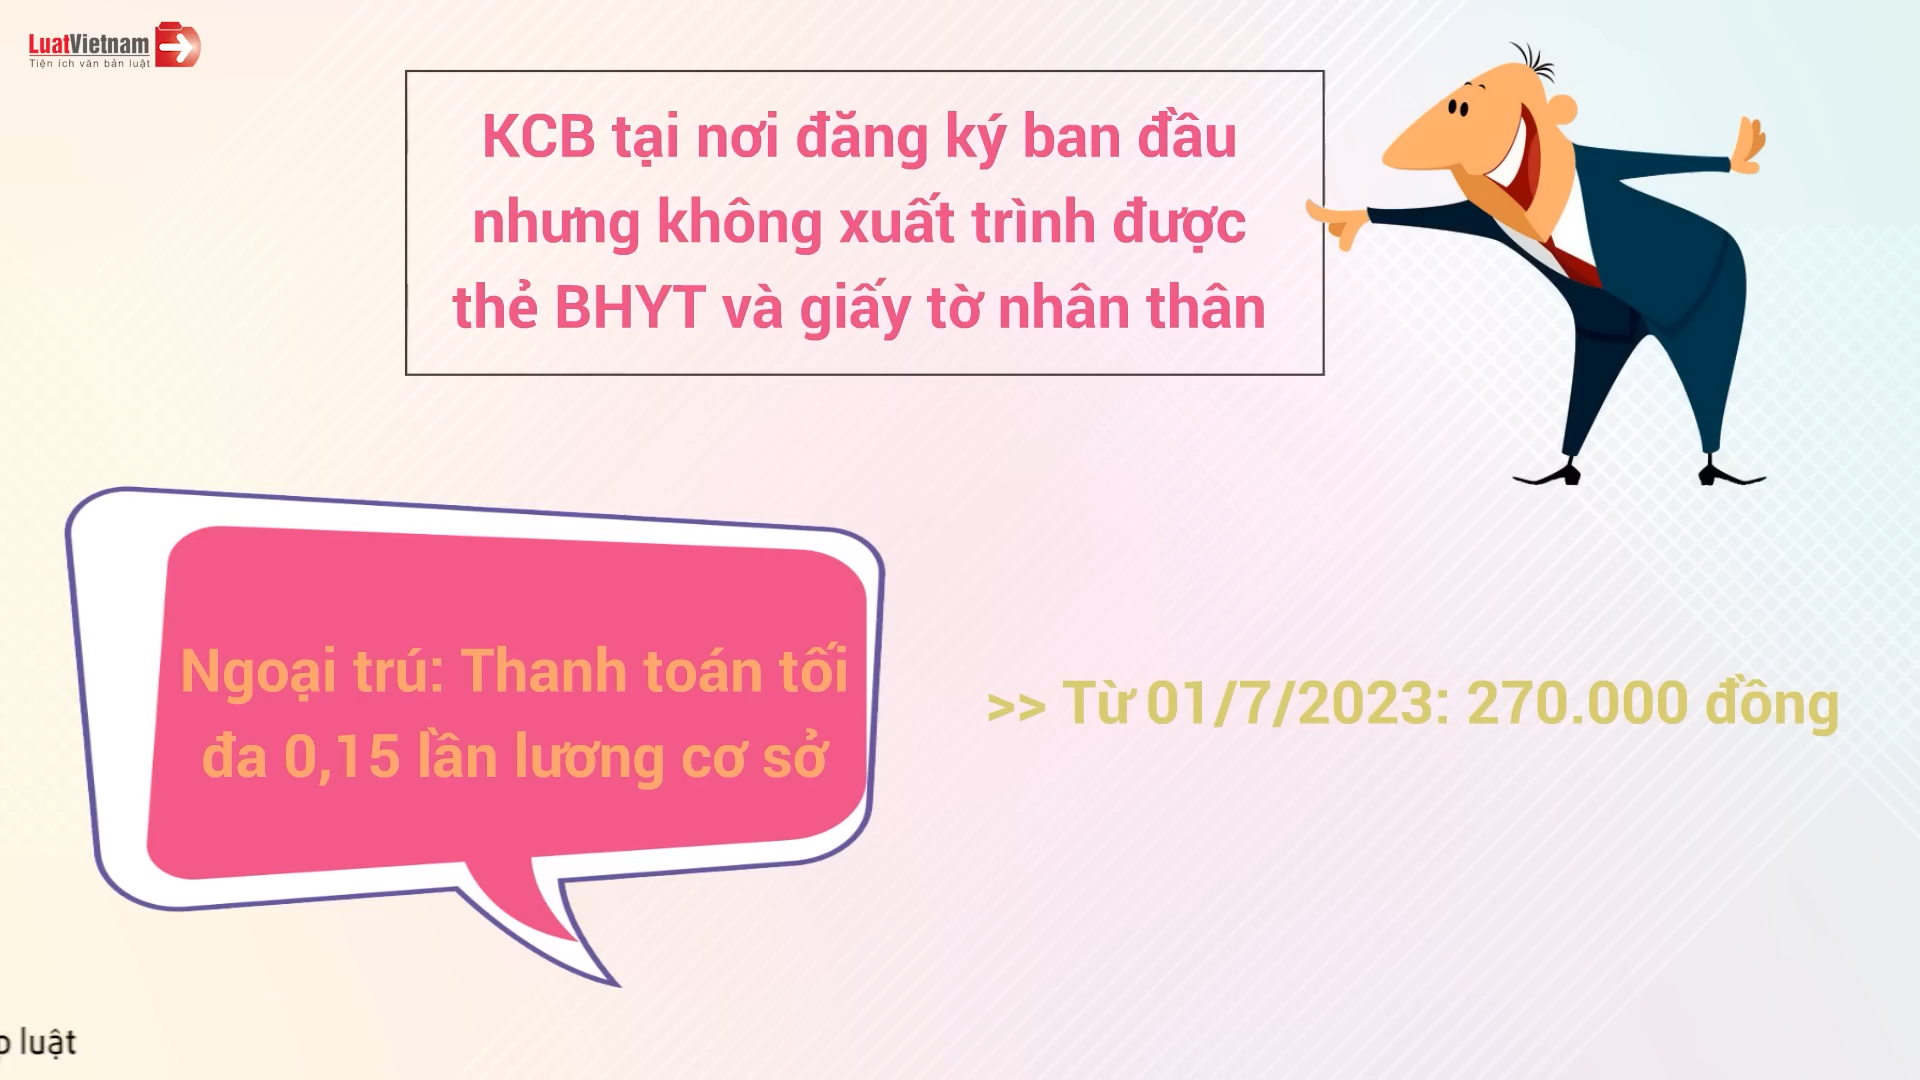 LuatVietnam
Tiện ích văn bản luật
KCB tại nơi đăng ký ban đầu
nhưng không xuất trình được
thẻ BHYT và giấy tờ nhân thân
Ngoại trú: Thanh toán tối
đa 0,15 lần lương cơ sở
>> Từ 01/7/2023: 270.000 đồng
luật